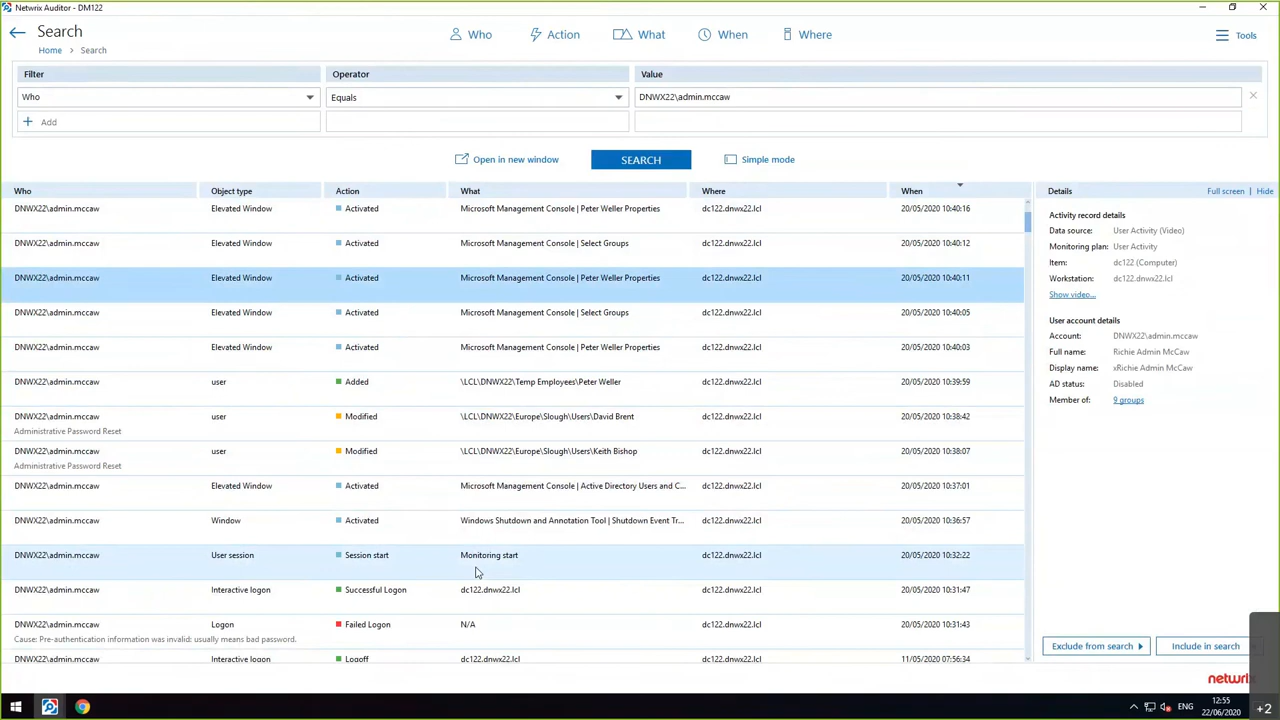 Netwrix Auditor - DM122
Search
Home > Search
Who Action What When Where
Tools
Filter Operator Value
Who Equals DNWX22\admin.mccaw
+ Add
Open in new window SEARCH Simple mode
Who Object type Action What Where When
DNWX22\admin.mccaw Elevated Window Activated Microsoft Management Console | Peter Weller Properties dc122.dnwx22.lcl 20/05/2020 10:40:16
DNWX22\admin.mccaw Elevated Window Activated Microsoft Management Console | Select Groups dc122.dnwx22.lcl 20/05/2020 10:40:12
DNWX22\admin.mccaw Elevated Window Activated Microsoft Management Console | Peter Weller Properties dc122.dnwx22.lcl 20/05/2020 10:40:11
DNWX22\admin.mccaw Elevated Window Activated Microsoft Management Console | Select Groups dc122.dnwx22.lcl 20/05/2020 10:40:05
DNWX22\admin.mccaw Elevated Window Activated Microsoft Management Console | Peter Weller Properties dc122.dnwx22.lcl 20/05/2020 10:40:03
DNWX22\admin.mccaw user Added \LCL\DNWX22\Temp Employees\Peter Weller dc122.dnwx22.lcl 20/05/2020 10:39:59
DNWX22\admin.mccaw user Modified \LCL\DNWX22\Europe\Slough\Users\David Brent dc122.dnwx22.lcl 20/05/2020 10:38:42
Administrative Password Reset
DNWX22\admin.mccaw user Modified \LCL\DNWX22\Europe\Slough\Users\Keith Bishop dc122.dnwx22.lcl 20/05/2020 10:38:07
Administrative Password Reset
DNWX22\admin.mccaw Elevated Window Activated Microsoft Management Console | Active Directory Users and C... dc122.dnwx22.lcl 20/05/2020 10:37:01
DNWX22\admin.mccaw Window Activated Windows Shutdown and Annotation Tool | Shutdown Event Tr... dc122.dnwx22.lcl 20/05/2020 10:36:57
DNWX22\admin.mccaw User session Session start Monitoring start dc122.dnwx22.lcl 20/05/2020 10:32:22
DNWX22\admin.mccaw Interactive logon Successful Logon dc122.dnwx22.lcl dc122.dnwx22.lcl 20/05/2020 10:31:47
DNWX22\admin.mccaw Logon Failed Logon N/A dc122.dnwx22.lcl 20/05/2020 10:31:43
Cause: Pre-authentication information was invalid: usually means bad password.
DNWX22\admin.mccaw Interactive logon Logoff dc122.dnwx22.lcl dc122.dnwx22.lcl 11/05/2020 07:56:34
Details Full screen | Hide
Activity record details
Data source: User Activity (Video)
Monitoring plan: User Activity
Item: dc122 (Computer)
Workstation: dc122.dnwx22.lcl
Show video...
User account details
Account: DNWX22\admin.mccaw
Full name: Richie Admin McCaw
Display name: xRichie Admin McCaw
AD status: Disabled
Member of: 9 groups
Exclude from search Include in search
netwrix
ENG 12:55
22/06/2020
+2